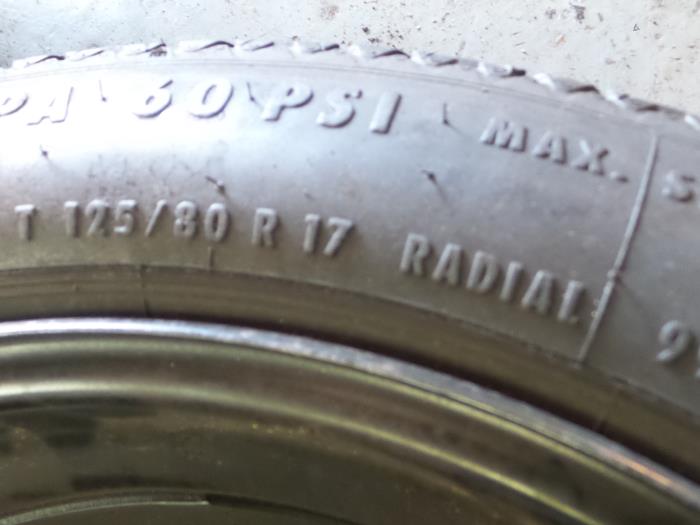 PA 60 PSI MAX.
T 125/80 R 17 RADIAL